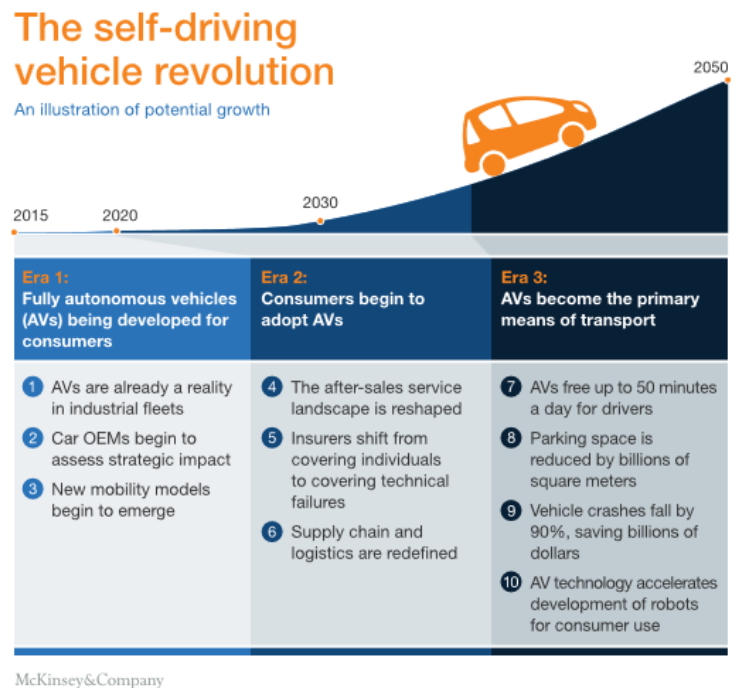 The self-driving
vehicle revolution
An illustration of potential growth
2015
2020
2030
2050
Era 1:
Fully autonomous vehicles
(AVs) being developed for
consumers
Era 2:
Consumers begin to
adopt AVs
Era 3:
AVs become the primary
means of transport
1 AVs are already a reality
in industrial fleets
2 Car OEMs begin to
assess strategic impact
3 New mobility models
begin to emerge
4 The after-sales service
landscape is reshaped
5 Insurers shift from
covering individuals
to covering technical
failures
6 Supply chain and
logistics are redefined
7 AVs free up to 50 minutes
a day for drivers
8 Parking space is
reduced by billions of
square meters
9 Vehicle crashes fall by
90%, saving billions of
dollars
10 AV technology accelerates
development of robots
for consumer use
McKinsey&Company